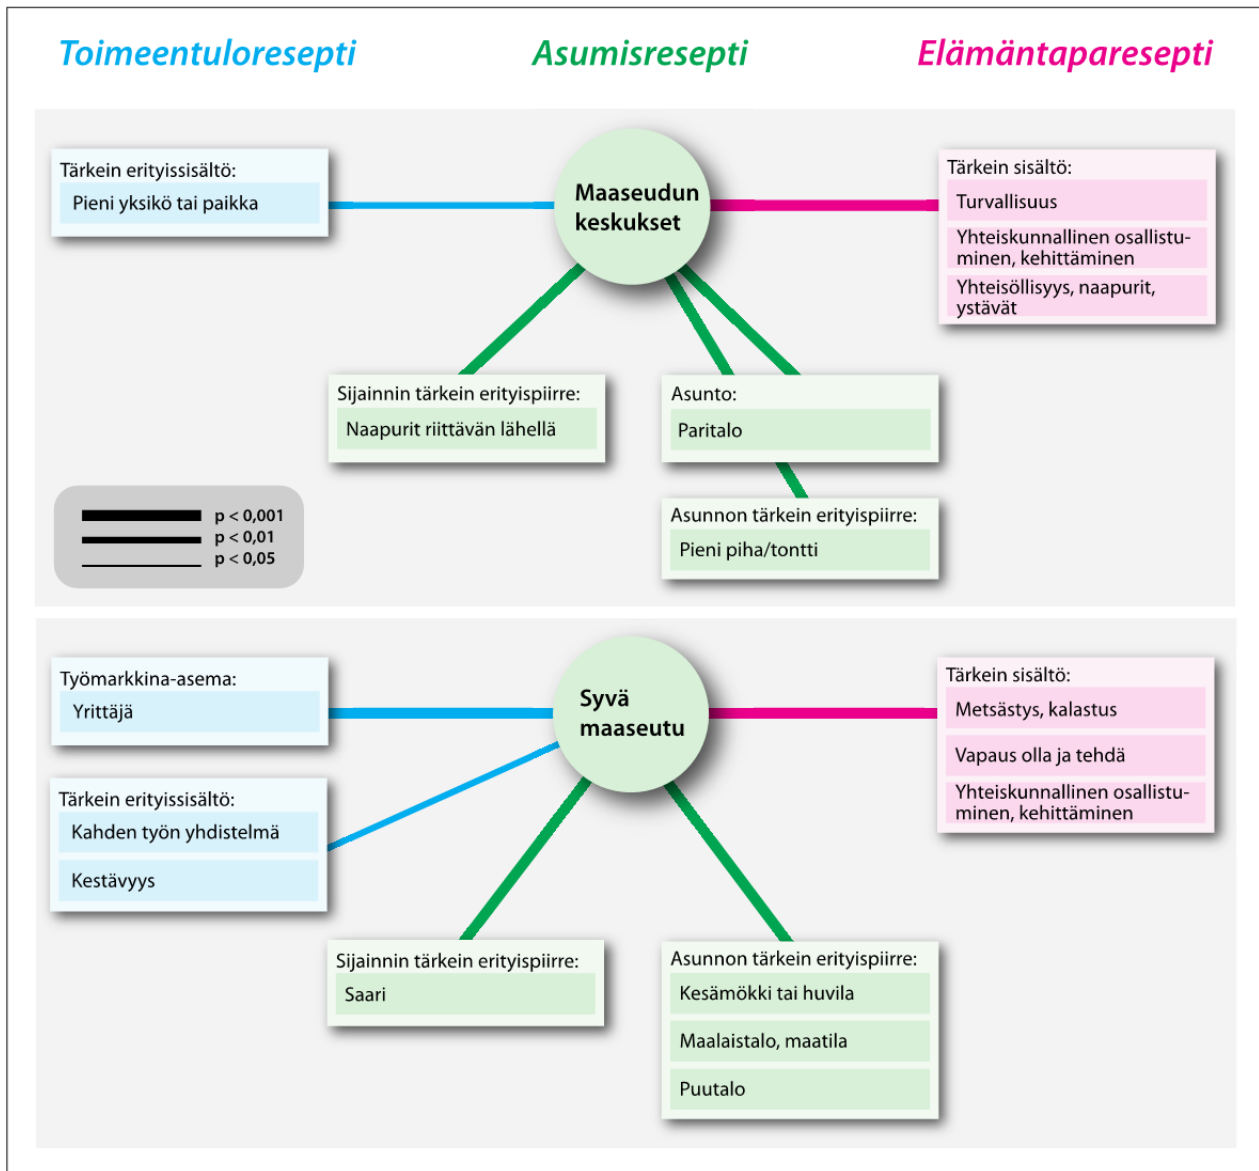 Toimeentuloresepti
Asumisresepti
Elämäntaparesepti
Tärkein erityissisältö:
Pieni yksikö tai paikka
Maaseudun
keskukset
Tärkein sisältö:
Turvallisuus
Yhteiskunnallinen osallistu-
minen, kehittäminen
Yhteisöllisyys, naapurit,
ystävät
Sijainnin tärkein erityispiirre:
Naapurit riittävän lähellä
Asunto:
Paritalo
Asunnon tärkein erityispiirre:
Pieni piha/tontti
p < 0,001
p < 0,01
p < 0,05
Työmarkkina-asema:
Yrittäjä
Tärkein erityissisältö:
Kahden työn yhdistelmä
Kestävyys
Syvä
maaseutu
Tärkein sisältö:
Metsästys, kalastus
Vapaus olla ja tehdä
Yhteiskunnallinen osallistu-
minen, kehittäminen
Sijainnin tärkein erityispiirre:
Saari
Asunnon tärkein erityispiirre:
Kesämökki tai huvila
Maalaistalo, maatila
Puutalo